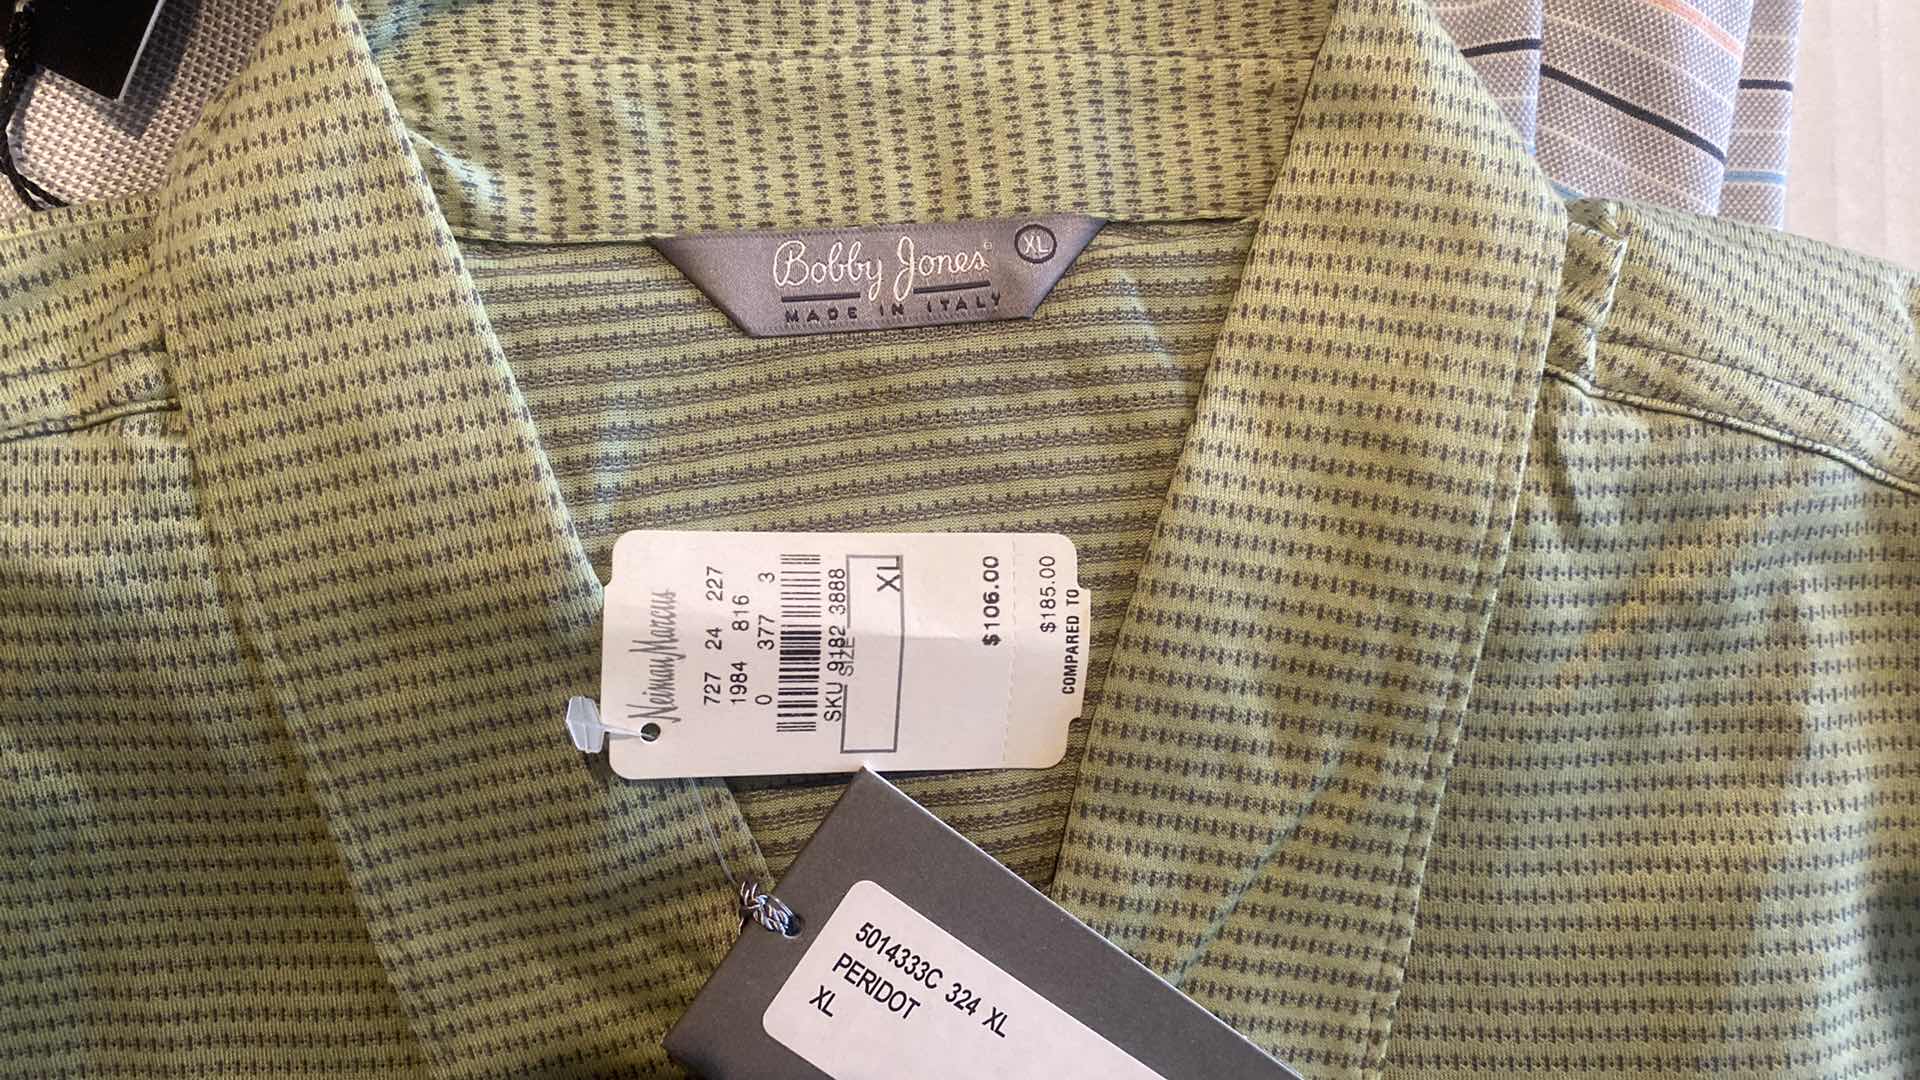 Bobby Jones®
XL
MADE IN ITALY
Neiman Marcus
727 24 227
1984 816
0 377 3
SKU 9182 3888
SIZE
XL
$106.00
$185.00
COMPARED TO
5014333C 324 XL
PERIDOT
XL